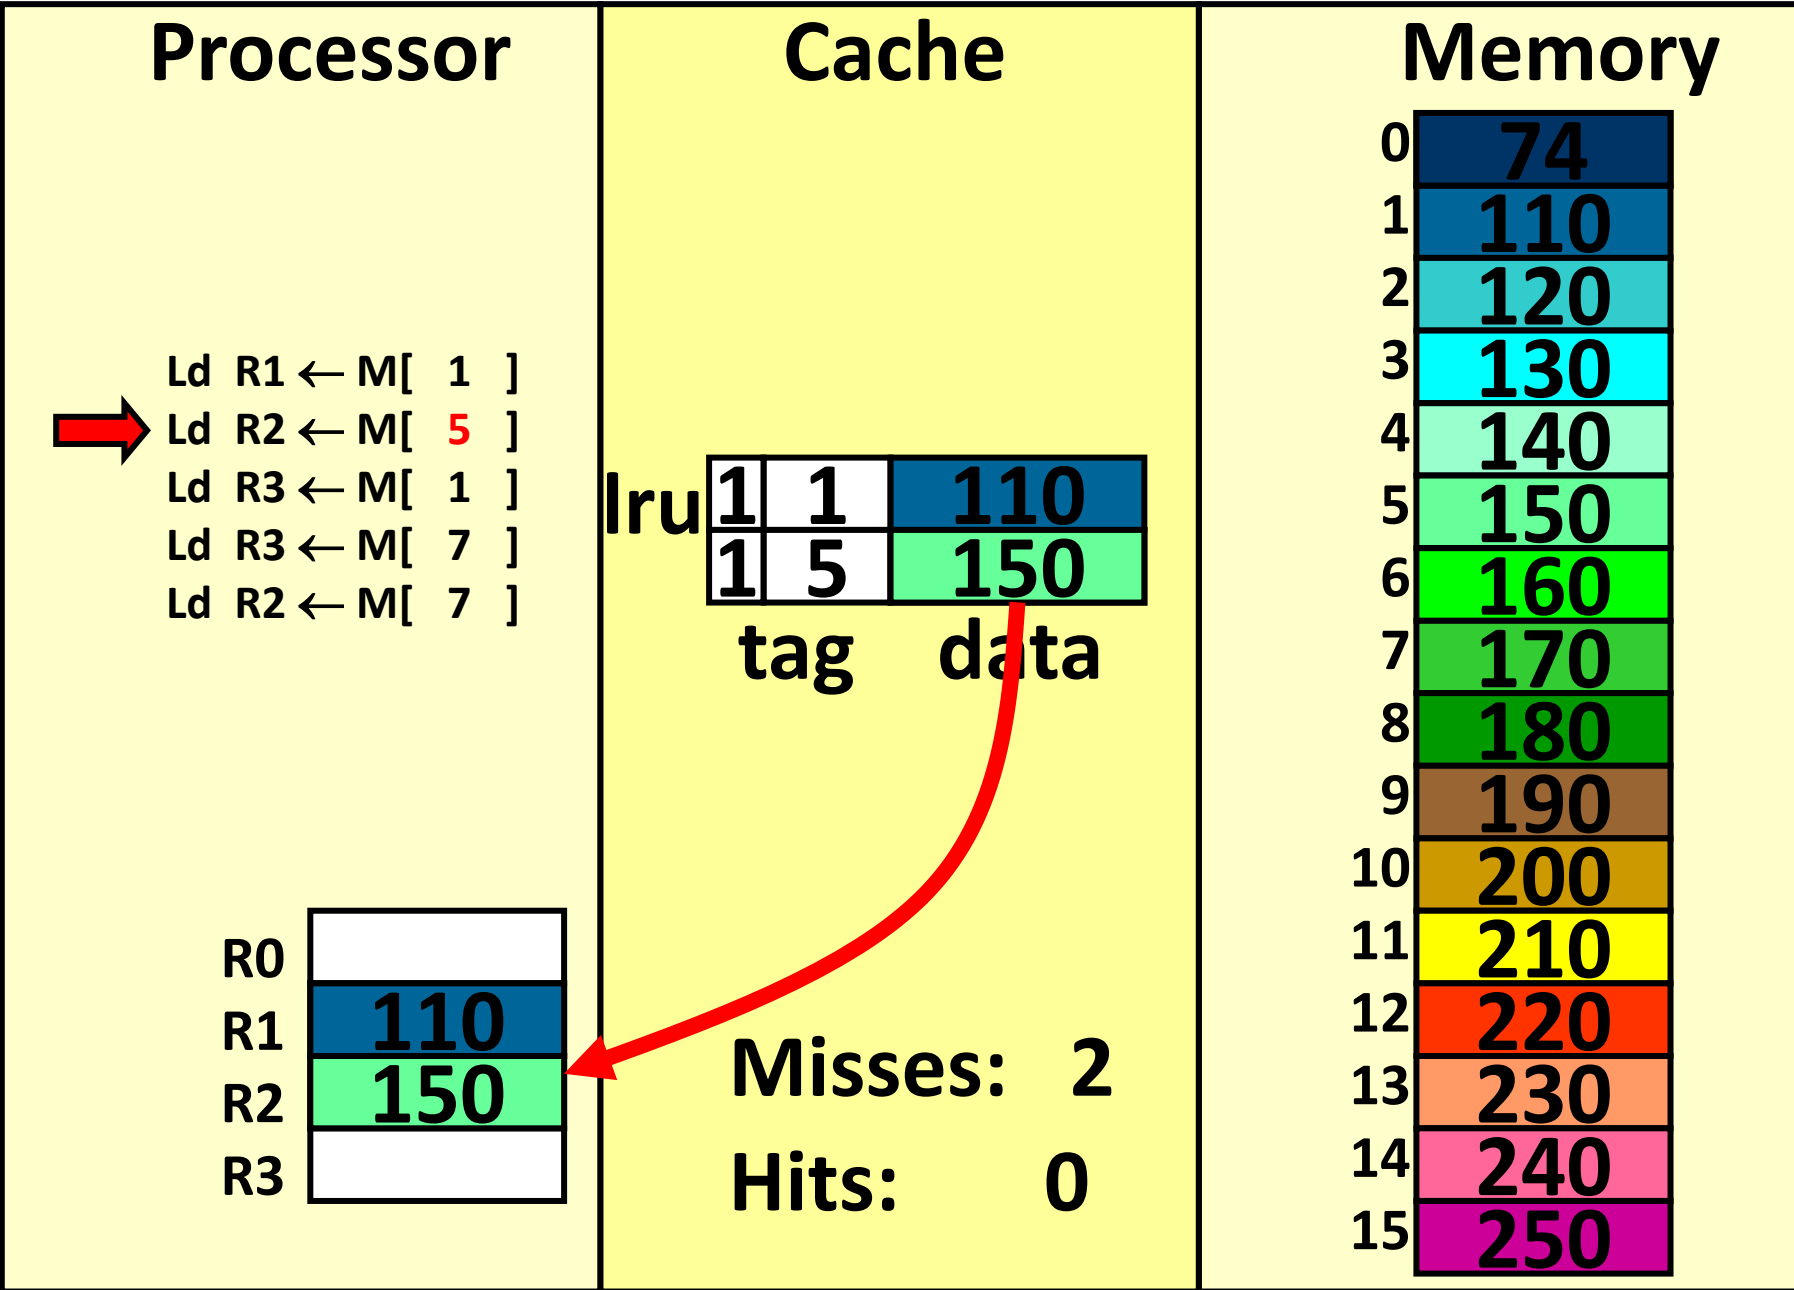 Processor
Ld R1 ← M[ 1 ]
Ld R2 ← M[ 5 ]
Ld R3 ← M[ 1 ]
Ld R3 ← M[ 7 ]
Ld R2 ← M[ 7 ]
R0
R1 110
R2 150
R3
Cache
lru 1 1 110
1 5 150
tag data
Misses: 2
Hits: 0
Memory
0 74
1 110
2 120
3 130
4 140
5 150
6 160
7 170
8 180
9 190
10 200
11 210
12 220
13 230
14 240
15 250